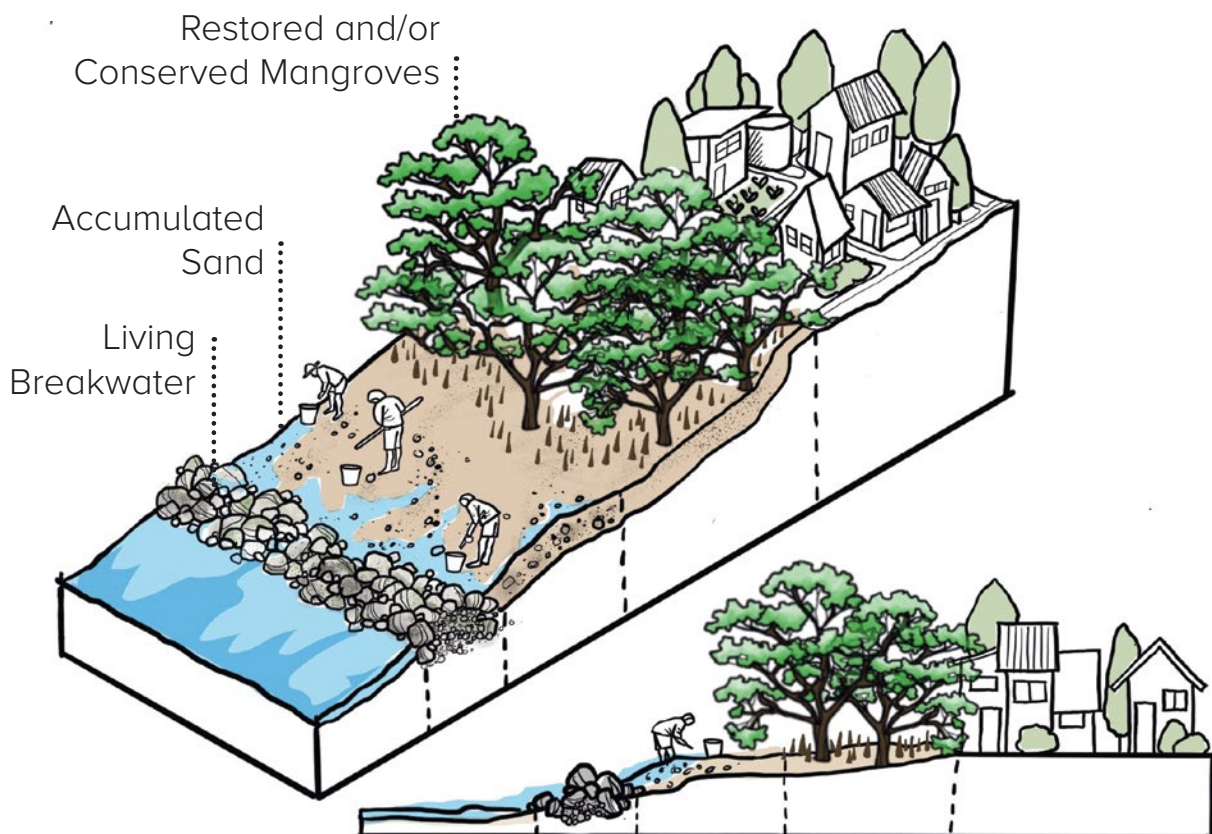 Restored and/or
Conserved Mangroves
Accumulated
Sand
Living
Breakwater